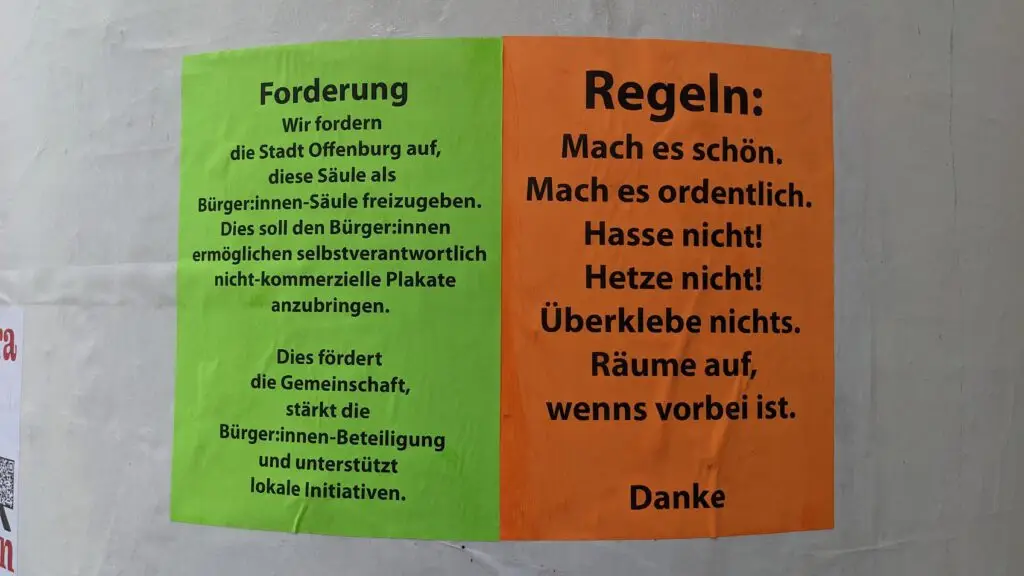 Forderung
Wir fordern
die Stadt Offenburg auf,
diese Säule als
Bürger:innen-Säule freizugeben.
Dies soll den Bürger:innen
ermöglichen selbstverantwortlich
nicht-kommerzielle Plakate
anzubringen.
Dies fördert
die Gemeinschaft,
stärkt die
Bürger:innen-Beteiligung
und unterstützt
lokale Initiativen.
Regeln:
Mach es schön.
Mach es ordentlich.
Hasse nicht!
Hetze nicht!
Überklebe nichts.
Räume auf,
wenns vorbei ist.
Danke